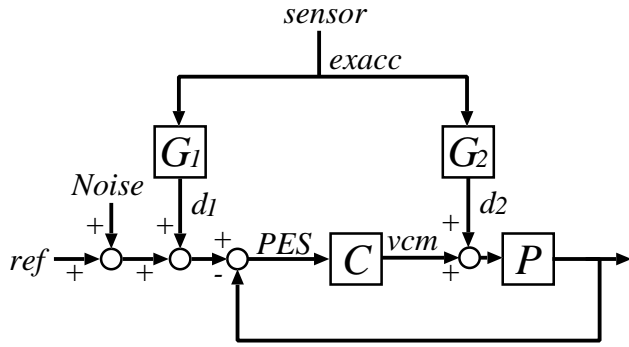 sensor
exacc
G1
G2
Noise
d1
d2
+
+
+
+
ref
+
+
-
PES
C
vcm
+
P